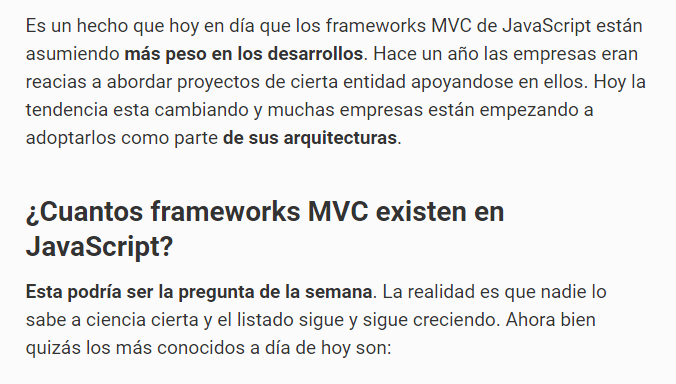 Es un hecho que hoy en día que los frameworks MVC de JavaScript están
asumiendo más peso en los desarrollos. Hace un año las empresas eran
reacias a abordar proyectos de cierta entidad apoyandose en ellos. Hoy la
tendencia esta cambiando y muchas empresas están empezando a
adoptarlos como parte de sus arquitecturas.
¿Cuantos frameworks MVC existen en
JavaScript?
Esta podría ser la pregunta de la semana. La realidad es que nadie lo
sabe a ciencia cierta y el listado sigue y sigue creciendo. Ahora bien
quizás los más conocidos a día de hoy son: